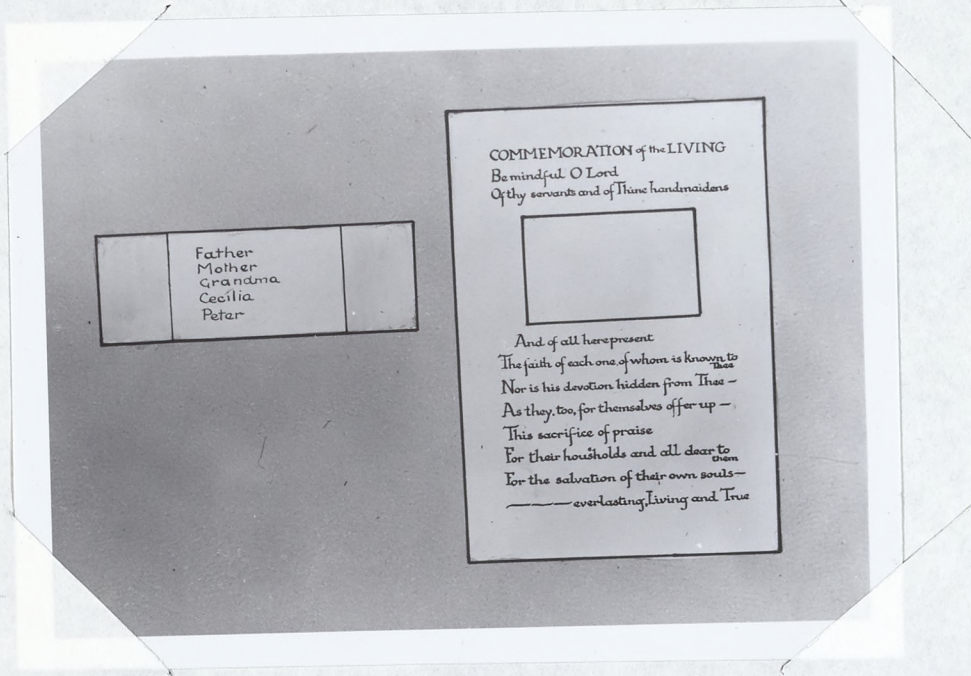 Father
Mother
Grandma
Cecilia
Peter
COMMEMORATION of the LIVING
Be mindful O Lord
Of thy servants and of Thine handmaidens
And of all here present
The faith of each one, of whom is known to Thee
Nor is his devotion hidden from Thee —
As they, too, for themselves offer up —
This sacrifice of praise
For their housholds and all dear to them
For the salvation of their own souls —
——— everlasting, Living and True